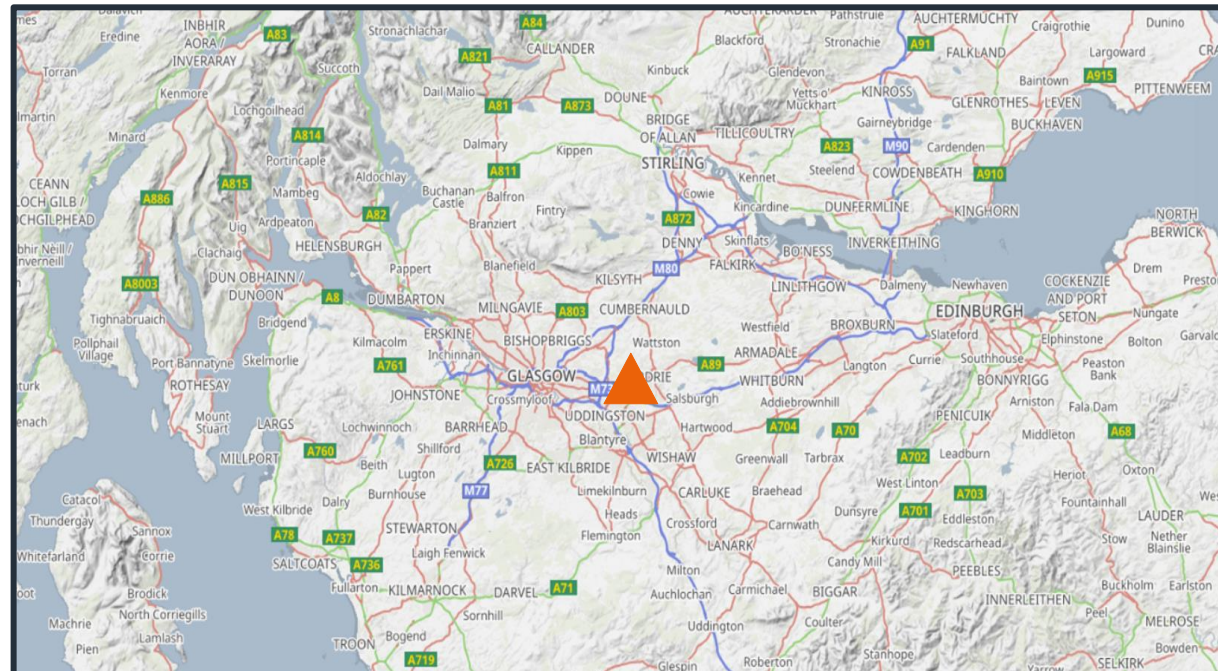 INBHIR
AORA /
INVERARAY
Eredine
Torran
Kenmore
Minard
CEANN
LOCH GILB /
OCHGILPHEAD
A83
Succoth
Lochgoilhead
A814
Portincaple
Mambeg
A815
A886
Ardpeaton
Uig
Clachaig
HELENSBURGH
DÙN OBHAINN /
DUNOON
A8003
Tighnabruaich
Pollphail
Village
Port Bannatyne
ROTHESAY
Mount
Stuart
Stronachlachar
A84
A821
CALLANDER
Dail Malio
A81
A873
DOUNE
Kinbuck
BRIDGE
OF ALLAN
STIRLING
Dalmary
Kippen
A811
Aldochlay
Buchanan
Castle
Balfron
Fintry
A82
Branziert
Blanefield
Pappert
KILSYTH
Cowie
A872
DENNY
M80
FALKIRK
Skinflats
Kincardine
Kennet
TILLICOULTRY
Blackford
Pathstruie
AUCHTERMUCHTY
Stronachie
A91
FALKLAND
Craigrothie
Dunino
Largoward
A915
PITTENWEEM
Glendevon
Yetts o'
Muckhart
KINROSS
GLENROTHES
Baintown
LEVEN
BUCKHAVEN
Gairneybridge
A823
M90
Cardenden
Steelend
COWDENBEATH
A910
DUNFERMLINE
KINGHORN
INVERKEITHING
BO'NESS
LINLITHGOW
Dalmeny
Newhaven
EDINBURGH
NORTH
BERWICK
Drem
COCKENZIE
AND PORT
SETON
Nungate
Elphinstone
Bolton
Peaston
Bank
A8
DUMBARTON
Bridgend
Skelmorlie
Kilmacolm
A761
ERSKINE
Inchinnan
MILNGAVIE
A803
BISHOPBRIGGS
CUMBERNAULD
Wattston
GLASGOW
M73
DRIE
Salsburgh
A89
Westfield
ARMADALE
WHITBURN
Addiebrownhill
BROXBURN
Langton
Currie
Slateford
Southhouse
BONNYRIGG
Arniston
PENICUIK
Middleton
Fala Dam
A68
JOHNSTONE
Crossmyloof
UDDINGSTON
BARRHEAD
Blantyre
Hartwood
A704
A70
LARGS
Lochwinnoch
Shillford
A760
Beith
A726
EAST KILBRIDE
WISHAW
Greenwall
Tarbrax
A702
Leadburn
MILLPORT
Lugton
M77
Limekilnburn
CARLUKE
Braehead
West Linton
A703
Heriot
Oxton
Fountainhall
West Kilbride
Dalry
Burnhouse
Heads
Crossford
Carnwath
Dunsyre
A701
Eddleston
LAUDER
STEWARTON
Flemington
LANARK
Kirkurd
Redscarhead
Stow
Nether
Blainslie
A78
A737
Laigh Fenwick
SALTCOATS
A736
Fullarton
KILMARNOCK
DARVEL
A71
Milton
Candy Mill
PEEBLES
Auchlochan
Carmichael
BIGGAR
INNERLEITHEN
Buckholm
Earlston
Peel
MELROSE
Sornhill
Coulter
Uddington
Bowden
TROON
Bogend
A719
Glespin
Roberton
Stanhope
Yarrow
SELKIRK
Catacol
Thundergay
Sannox
Whitefarland
Corrie
Brodick
North Corriegills
Machrie
Lamlash
Pien